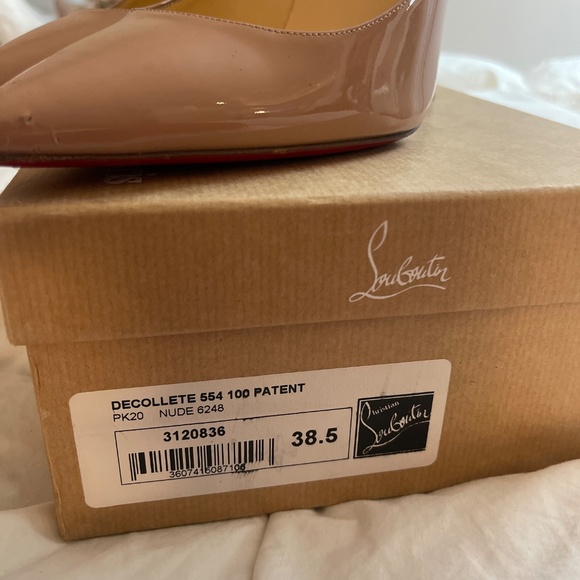 Louboutin
DECOLLETE 554 100 PATENT
PK20 NUDE 6248
3120836
38.5
Christian
Louboutin